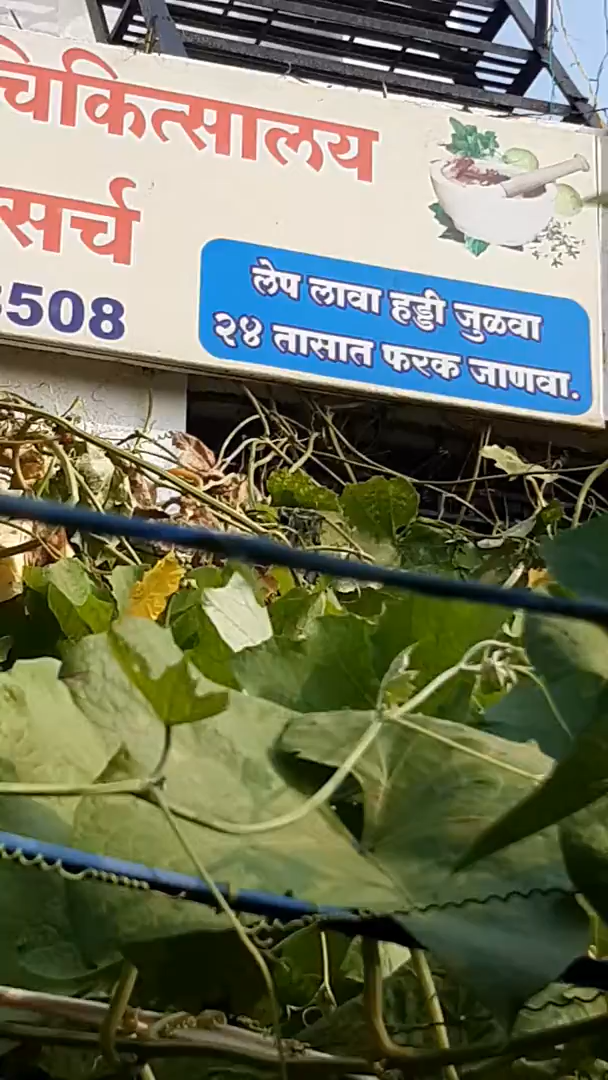 चिकित्सालय
सर्च
508
लेप लावा हड्डी जुळवा
२४ तासात फरक जाणवा.